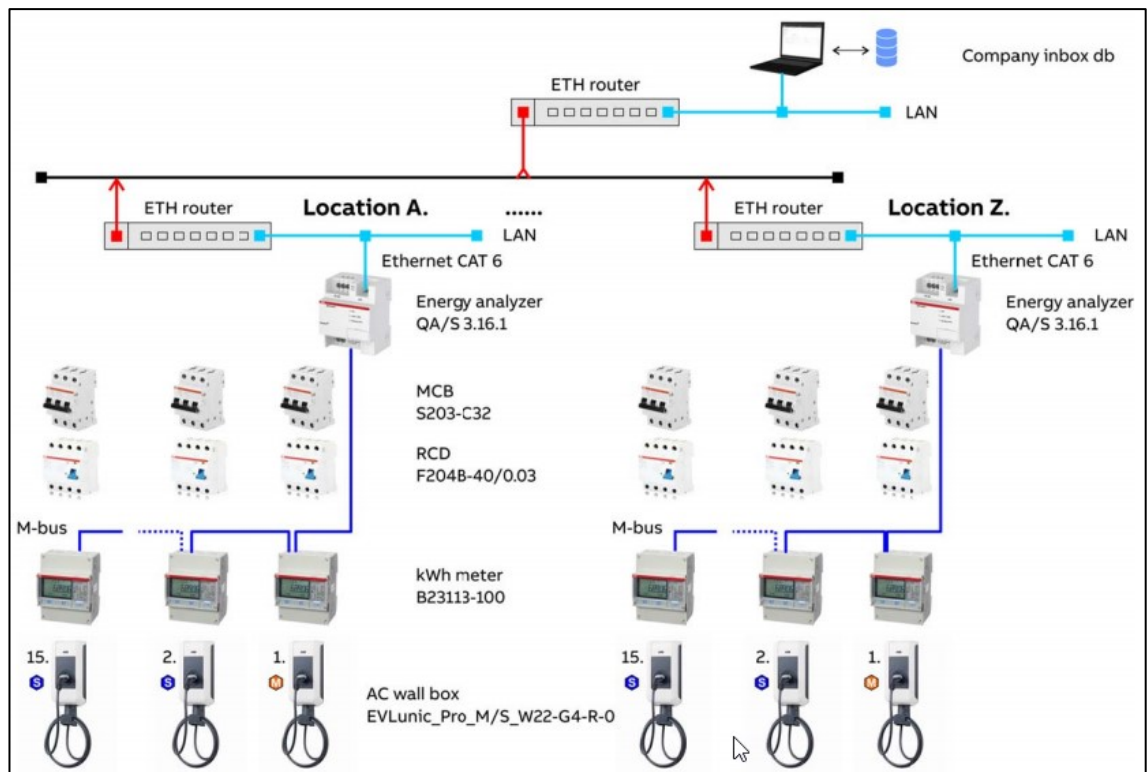 Company inbox db
ETH router
LAN
ETH router
Location A.
......
ETH router
Location Z.
LAN
LAN
Ethernet CAT 6
Ethernet CAT 6
Energy analyzer
QA/S 3.16.1
Energy analyzer
QA/S 3.16.1
MCB
S203-C32
RCD
F204B-40/0.03
M-bus
M-bus
kWh meter
B23113-100
15.
2.
1.
15.
2.
1.
S
S
M
S
S
M
AC wall box
EVLunic_Pro_M/S_W22-G4-R-0